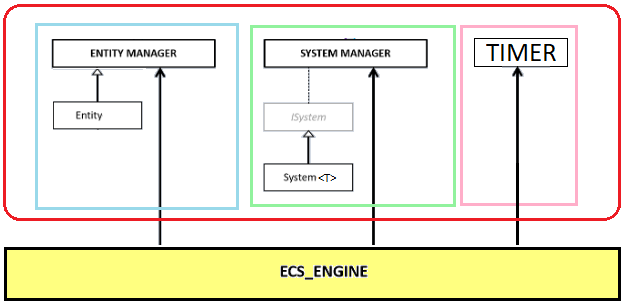 ENTITY MANAGER
SYSTEM MANAGER
TIMER
Entity
ISystem
System <T>
ECS_ENGINE